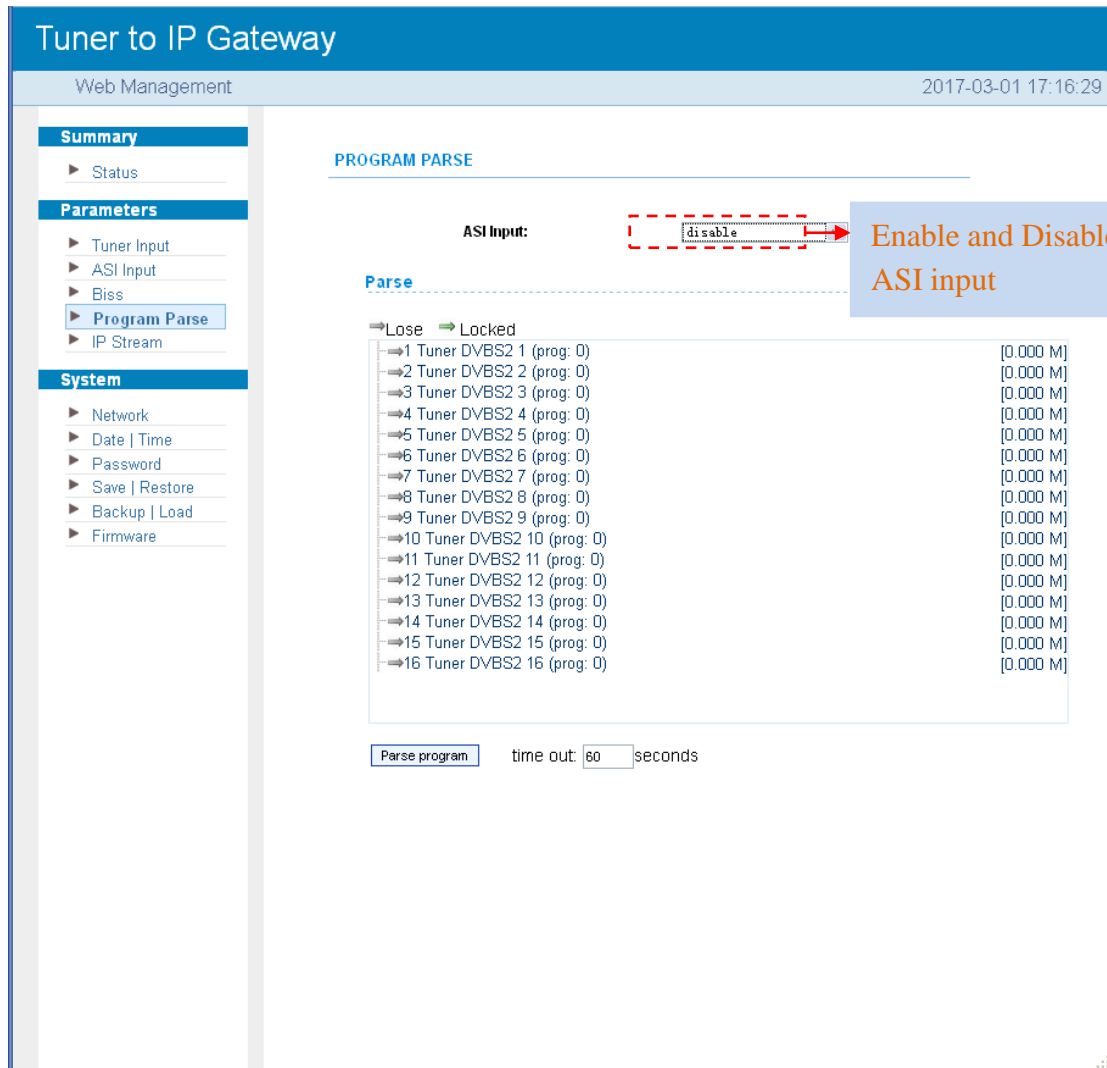 Tuner to IP Gateway
Web Management 2017-03-01 17:16:29
Summary
Status
Parameters
Tuner Input
ASI Input
Biss
Program Parse
IP Stream
System
Network
Date | Time
Password
Save | Restore
Backup | Load
Firmware
PROGRAM PARSE
ASI Input: disable
Enable and Disable
ASI input
Parse
Lose Locked
1 Tuner DVBS2 1 (prog: 0) [0.000 M]
2 Tuner DVBS2 2 (prog: 0) [0.000 M]
3 Tuner DVBS2 3 (prog: 0) [0.000 M]
4 Tuner DVBS2 4 (prog: 0) [0.000 M]
5 Tuner DVBS2 5 (prog: 0) [0.000 M]
6 Tuner DVBS2 6 (prog: 0) [0.000 M]
7 Tuner DVBS2 7 (prog: 0) [0.000 M]
8 Tuner DVBS2 8 (prog: 0) [0.000 M]
9 Tuner DVBS2 9 (prog: 0) [0.000 M]
10 Tuner DVBS2 10 (prog: 0) [0.000 M]
11 Tuner DVBS2 11 (prog: 0) [0.000 M]
12 Tuner DVBS2 12 (prog: 0) [0.000 M]
13 Tuner DVBS2 13 (prog: 0) [0.000 M]
14 Tuner DVBS2 14 (prog: 0) [0.000 M]
15 Tuner DVBS2 15 (prog: 0) [0.000 M]
16 Tuner DVBS2 16 (prog: 0) [0.000 M]
Parse program time out: 60 seconds